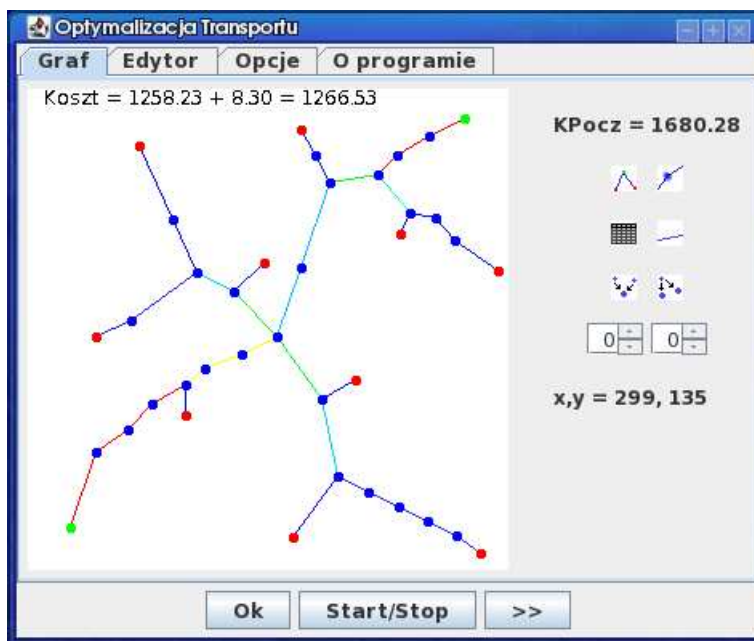 Optymalizacja Transportu
Graf Edytor Opcje O programie
Koszt = 1258.23 + 8.30 = 1266.53
KPocz = 1680.28
0 0
x,y = 299, 135
Ok Start/Stop >>